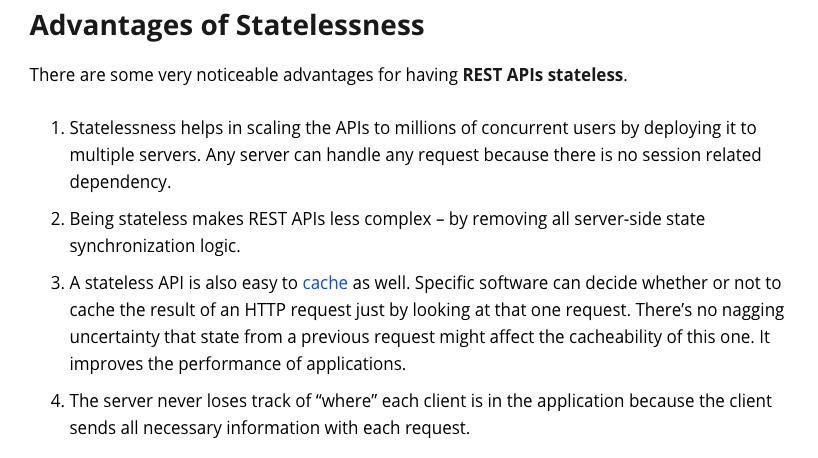 Advantages of Statelessness
There are some very noticeable advantages for having REST APIs stateless.
1. Statelessness helps in scaling the APIs to millions of concurrent users by deploying it to
multiple servers. Any server can handle any request because there is no session related
dependency.
2. Being stateless makes REST APIs less complex – by removing all server-side state
synchronization logic.
3. A stateless API is also easy to cache as well. Specific software can decide whether or not to
cache the result of an HTTP request just by looking at that one request. There’s no nagging
uncertainty that state from a previous request might affect the cacheability of this one. It
improves the performance of applications.
4. The server never loses track of “where” each client is in the application because the client
sends all necessary information with each request.